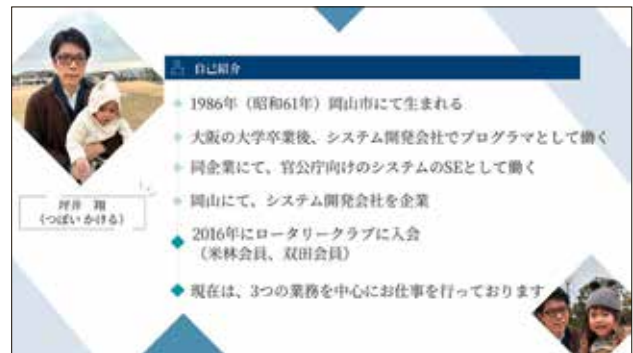 自己紹介
1986年（昭和61年）岡山市にて生まれる
大阪の大学卒業後、システム開発会社でプログラマとして働く
同企業にて、官公庁向けのシステムのSEとして働く
岡山にて、システム開発会社を企業
坪井　翔
（つぼい かける）
2016年にロータリークラブに入会
（米林会員、双田会員）
現在は、3つの業務を中心にお仕事を行っております